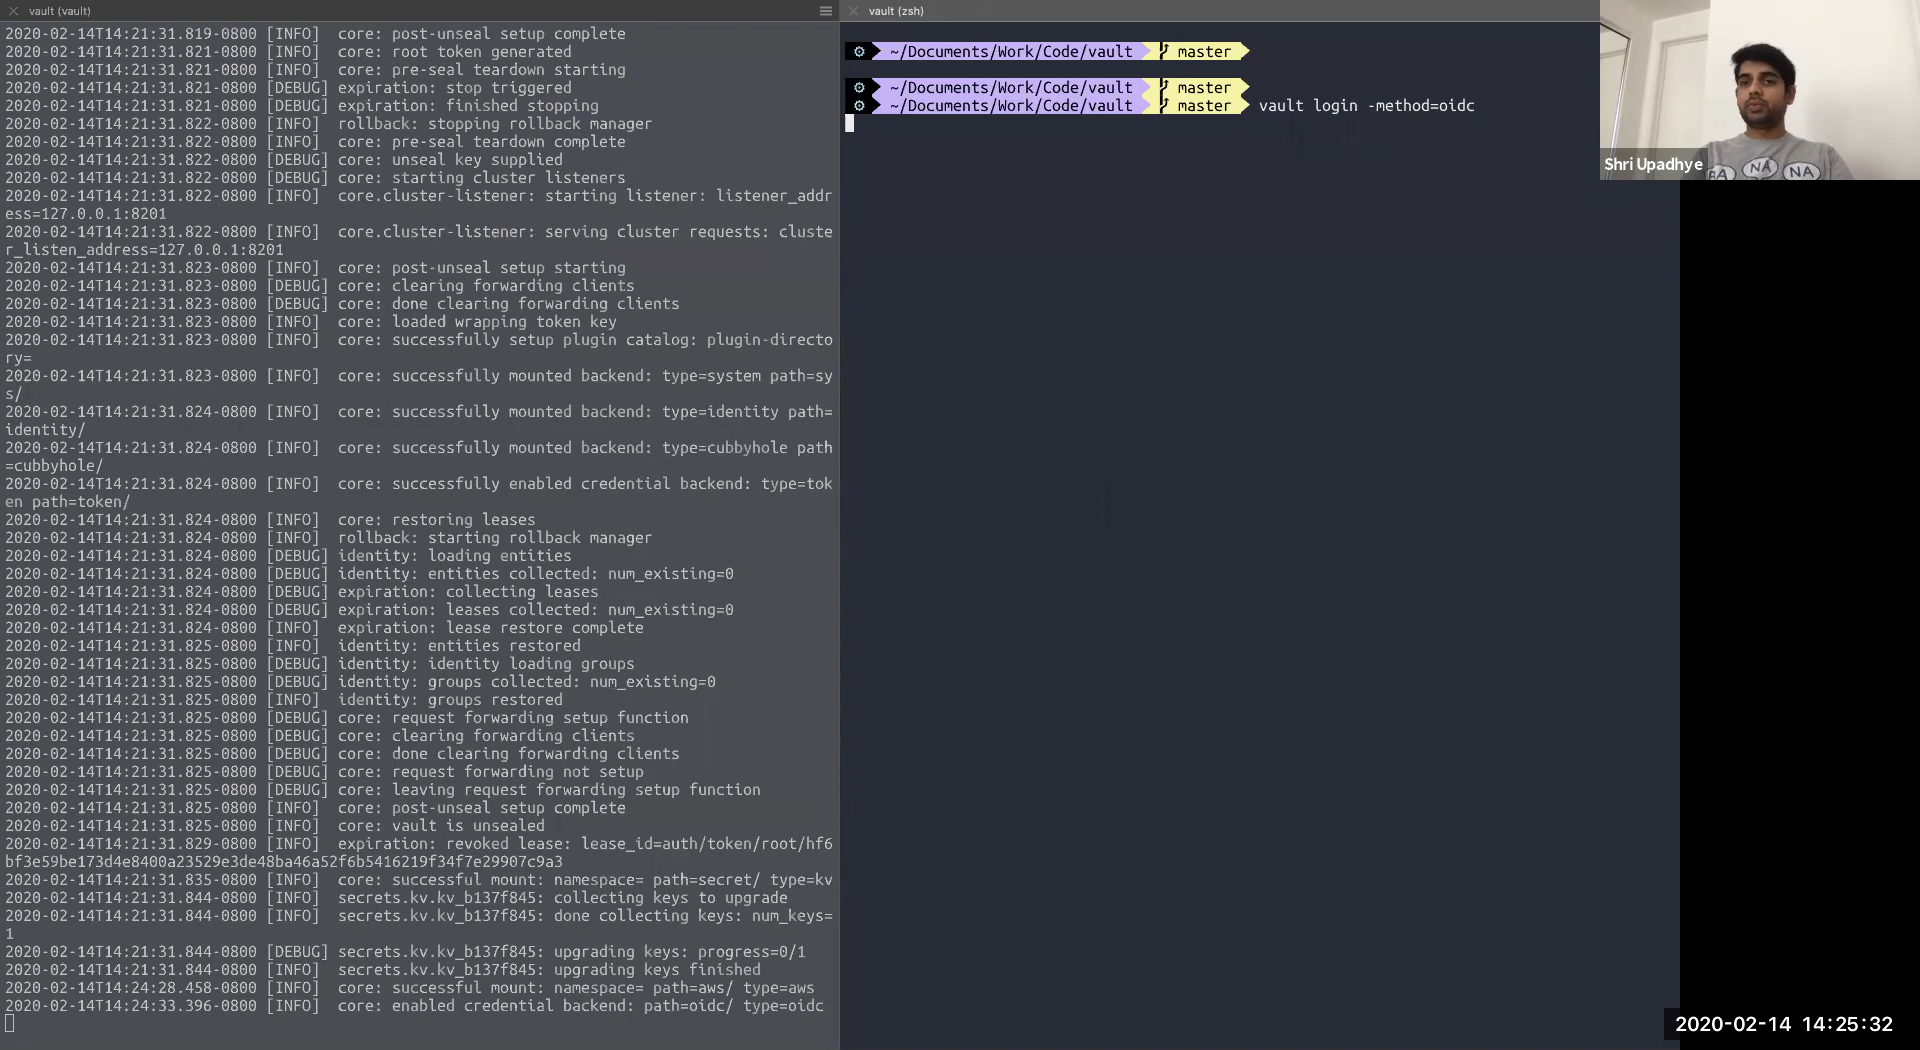 vault (vault)
2020-02-14T14:21:31.819-0800 [INFO]  core: post-unseal setup complete
2020-02-14T14:21:31.821-0800 [INFO]  core: root token generated
2020-02-14T14:21:31.821-0800 [INFO]  core: pre-seal teardown starting
2020-02-14T14:21:31.821-0800 [DEBUG] expiration: stop triggered
2020-02-14T14:21:31.821-0800 [DEBUG] expiration: finished stopping
2020-02-14T14:21:31.822-0800 [INFO]  rollback: stopping rollback manager
2020-02-14T14:21:31.822-0800 [INFO]  core: pre-seal teardown complete
2020-02-14T14:21:31.822-0800 [DEBUG] core: unseal key supplied
2020-02-14T14:21:31.822-0800 [DEBUG] core: starting cluster listeners
2020-02-14T14:21:31.822-0800 [INFO]  core.cluster-listener: starting listener: listener_addr
ess=127.0.0.1:8201
2020-02-14T14:21:31.822-0800 [INFO]  core.cluster-listener: serving cluster requests: cluste
r_listen_address=127.0.0.1:8201
2020-02-14T14:21:31.823-0800 [INFO]  core: post-unseal setup starting
2020-02-14T14:21:31.823-0800 [DEBUG] core: clearing forwarding clients
2020-02-14T14:21:31.823-0800 [DEBUG] core: done clearing forwarding clients
2020-02-14T14:21:31.823-0800 [INFO]  core: loaded wrapping token key
2020-02-14T14:21:31.823-0800 [INFO]  core: successfully setup plugin catalog: plugin-directo
ry=
2020-02-14T14:21:31.823-0800 [INFO]  core: successfully mounted backend: type=system path=sy
s/
2020-02-14T14:21:31.824-0800 [INFO]  core: successfully mounted backend: type=identity path=
identity/
2020-02-14T14:21:31.824-0800 [INFO]  core: successfully mounted backend: type=cubbyhole path
=cubbyhole/
2020-02-14T14:21:31.824-0800 [INFO]  core: successfully enabled credential backend: type=tok
en path=token/
2020-02-14T14:21:31.824-0800 [INFO]  core: restoring leases
2020-02-14T14:21:31.824-0800 [INFO]  rollback: starting rollback manager
2020-02-14T14:21:31.824-0800 [DEBUG] identity: loading entities
2020-02-14T14:21:31.824-0800 [DEBUG] identity: entities collected: num_existing=0
2020-02-14T14:21:31.824-0800 [DEBUG] expiration: collecting leases
2020-02-14T14:21:31.824-0800 [DEBUG] expiration: leases collected: num_existing=0
2020-02-14T14:21:31.824-0800 [INFO]  expiration: lease restore complete
2020-02-14T14:21:31.825-0800 [INFO]  identity: entities restored
2020-02-14T14:21:31.825-0800 [DEBUG] identity: identity loading groups
2020-02-14T14:21:31.825-0800 [DEBUG] identity: groups collected: num_existing=0
2020-02-14T14:21:31.825-0800 [INFO]  identity: groups restored
2020-02-14T14:21:31.825-0800 [DEBUG] core: request forwarding setup function
2020-02-14T14:21:31.825-0800 [DEBUG] core: clearing forwarding clients
2020-02-14T14:21:31.825-0800 [DEBUG] core: done clearing forwarding clients
2020-02-14T14:21:31.825-0800 [DEBUG] core: request forwarding not setup
2020-02-14T14:21:31.825-0800 [DEBUG] core: leaving request forwarding setup function
2020-02-14T14:21:31.825-0800 [INFO]  core: post-unseal setup complete
2020-02-14T14:21:31.825-0800 [INFO]  core: vault is unsealed
2020-02-14T14:21:31.829-0800 [INFO]  expiration: revoked lease: lease_id=auth/token/root/hf6
bf3e59be173d4e8400a23529e3de48ba46a52f6b5416219f34f7e29907c9a3
2020-02-14T14:21:31.835-0800 [INFO]  core: successful mount: namespace= path=secret/ type=kv
2020-02-14T14:21:31.844-0800 [INFO]  secrets.kv.kv_b137f845: collecting keys to upgrade
2020-02-14T14:21:31.844-0800 [INFO]  secrets.kv.kv_b137f845: done collecting keys: num_keys=
1
2020-02-14T14:21:31.844-0800 [DEBUG] secrets.kv.kv_b137f845: upgrading keys: progress=0/1
2020-02-14T14:21:31.844-0800 [INFO]  secrets.kv.kv_b137f845: upgrading keys finished
2020-02-14T14:24:28.458-0800 [INFO]  core: successful mount: namespace= path=aws/ type=aws
2020-02-14T14:24:33.396-0800 [INFO]  core: enabled credential backend: path=oidc/ type=oidc
vault (zsh)
~/Documents/Work/Code/vault master
~/Documents/Work/Code/vault master
~/Documents/Work/Code/vault master vault login -method=oidc
Shri Upadhye
BA NA NA
2020-02-14 14:25:32